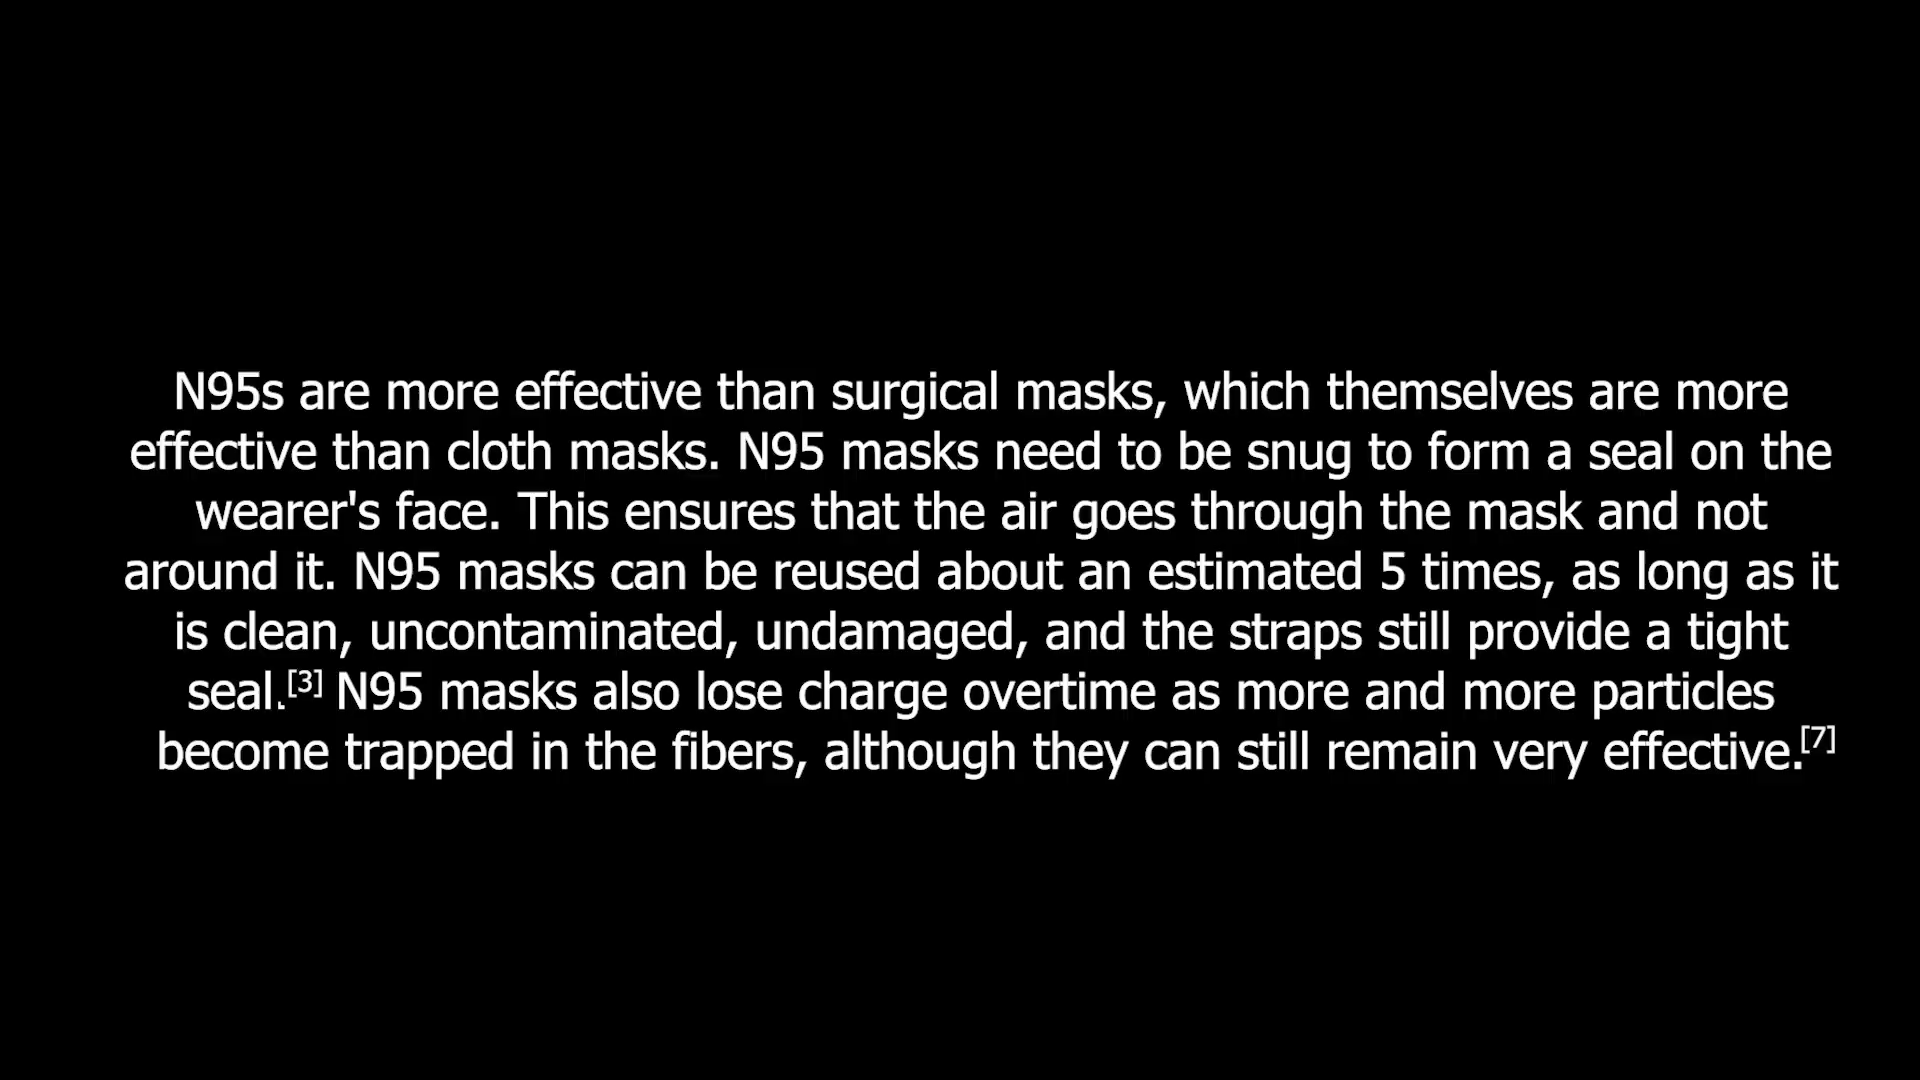 N95s are more effective than surgical masks, which themselves are more
effective than cloth masks. N95 masks need to be snug to form a seal on the
wearer's face. This ensures that the air goes through the mask and not
around it. N95 masks can be reused about an estimated 5 times, as long as it
is clean, uncontaminated, undamaged, and the straps still provide a tight
seal.[3] N95 masks also lose charge overtime as more and more particles
become trapped in the fibers, although they can still remain very effective.[7]